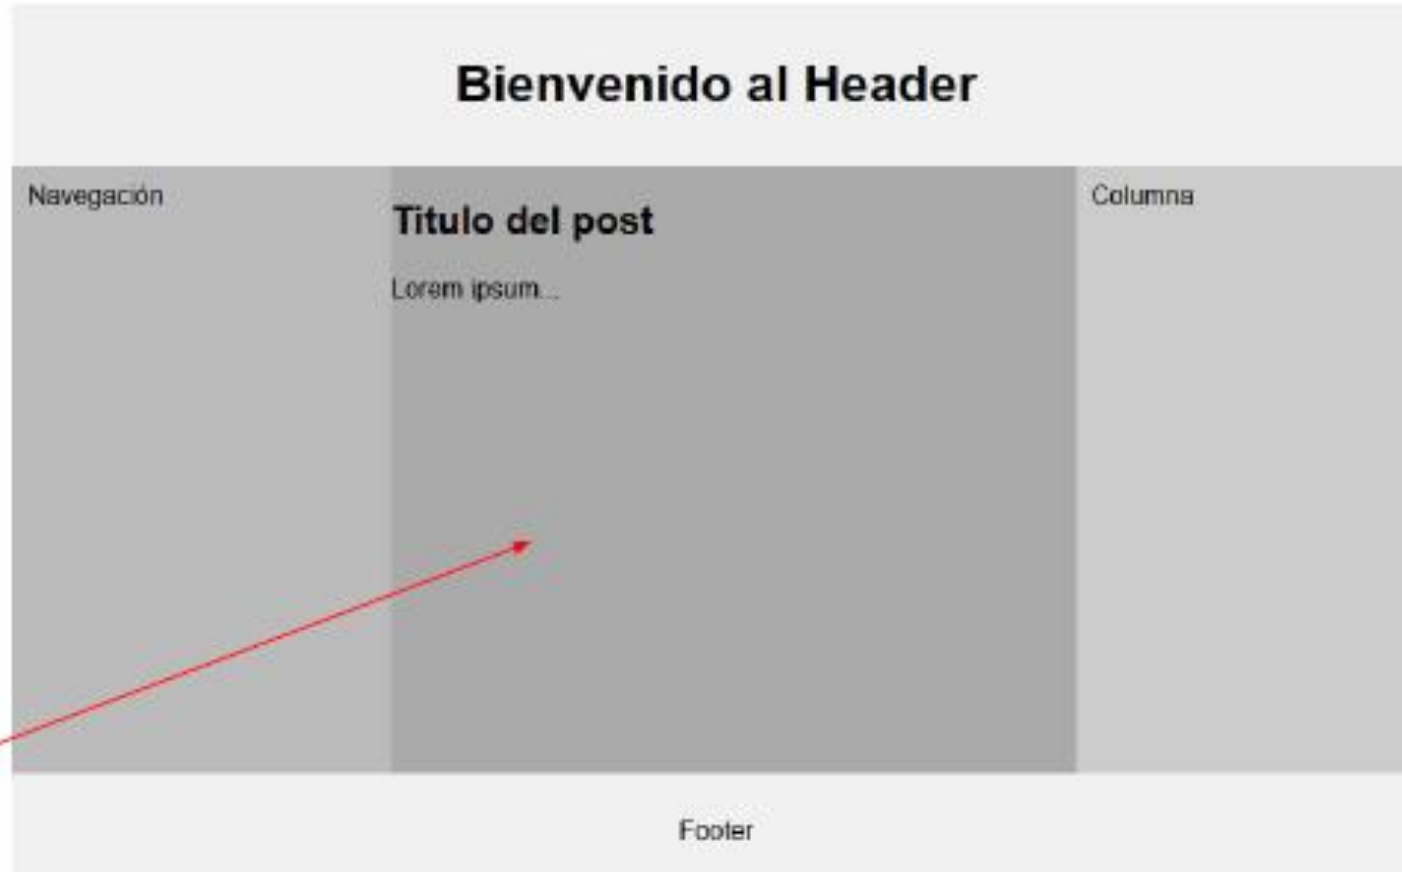 Bienvenido al Header
Navegación
Titulo del post
Lorem ipsum...
Columna
Footer